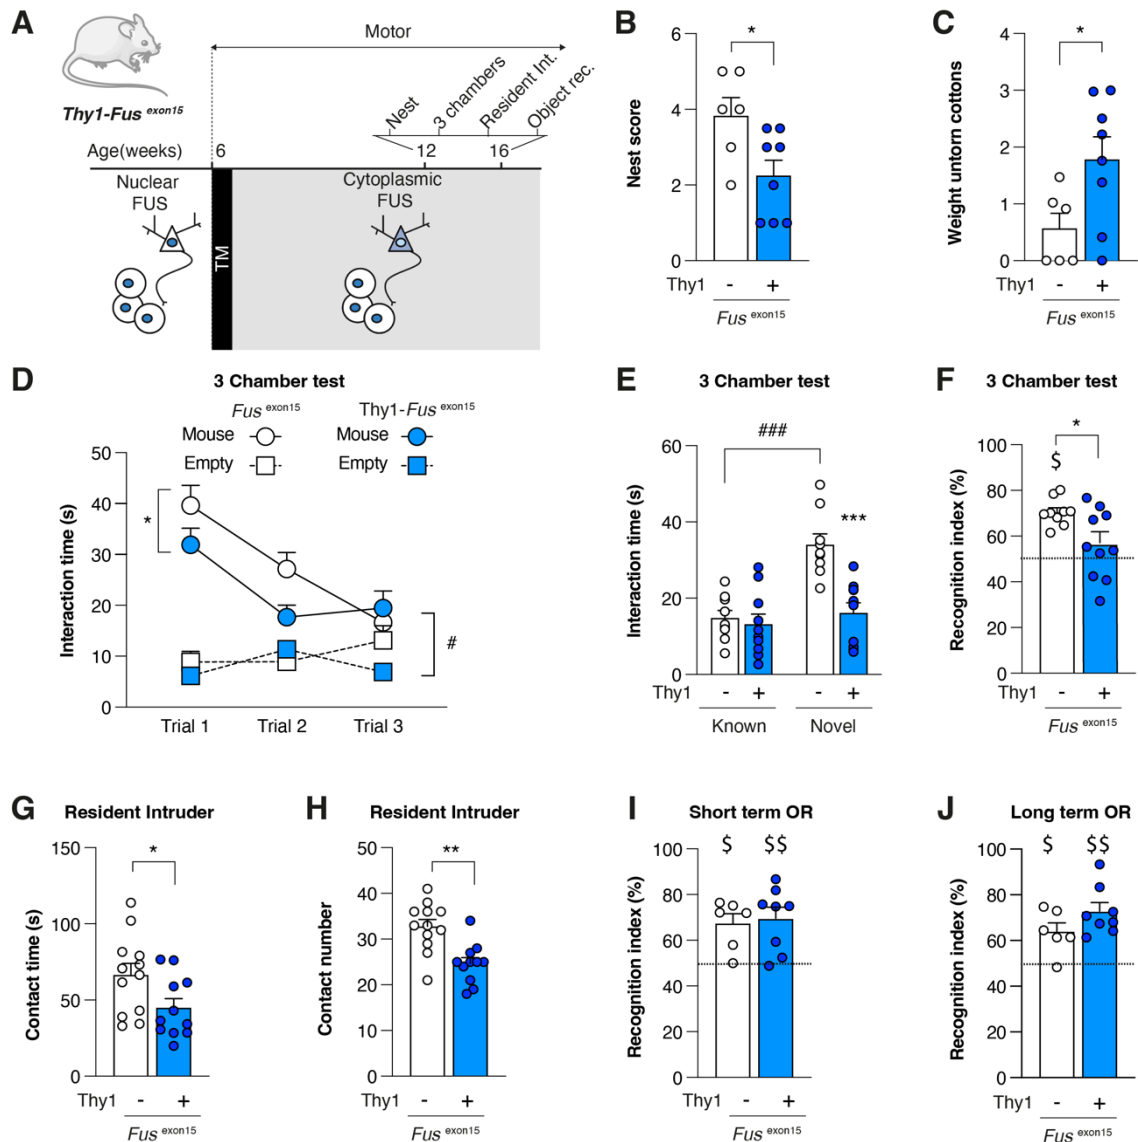 A
Motor
Nest
3 chambers
Resident Int.
Object rec.
Thy1-Fus exon15
Age(weeks)
6
12
16
Nuclear
FUS
Cytoplasmic
FUS
TM
B
*
Nest score
6
4
2
0
Thy1 - +
Fus exon15
C
*
Weight untorn cottons
4
3
2
1
0
Thy1 - +
Fus exon15
D
3 Chamber test
Fus exon15
Thy1-Fus exon15
Mouse
Mouse
Empty
Empty
Interaction time (s)
50
40
30
20
10
0
*
#
Trial 1 Trial 2 Trial 3
E
3 Chamber test
###
***
Interaction time (s)
60
40
20
0
Thy1 - + - +
Known Novel
F
3 Chamber test
*
$
Recognition index (%)
100
80
60
40
20
0
Thy1 - +
Fus exon15
G
Resident Intruder
*
Contact time (s)
150
100
50
0
Thy1 - +
Fus exon15
H
Resident Intruder
**
Contact number
50
40
30
20
10
0
Thy1 - +
Fus exon15
I
Short term OR
$ $$
Recognition index (%)
100
80
60
40
20
0
Thy1 - +
Fus exon15
J
Long term OR
$ $$
Recognition index (%)
100
80
60
40
20
0
Thy1 - +
Fus exon15